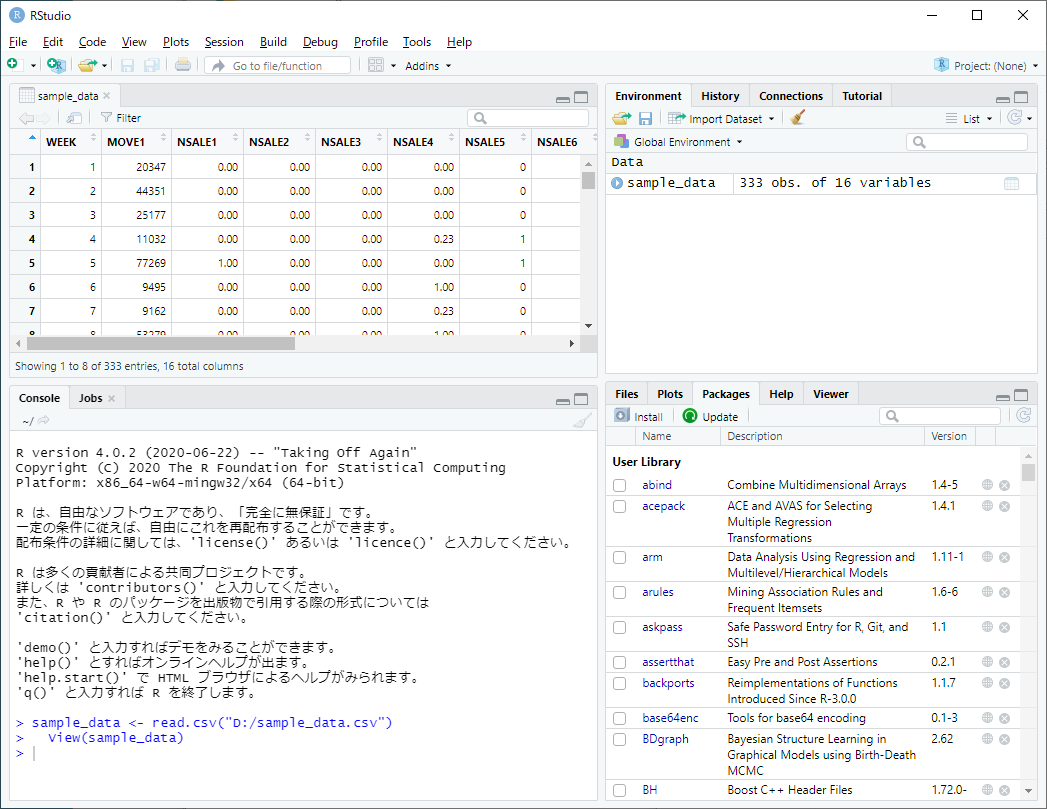 RStudio
File Edit Code View Plots Session Build Debug Profile Tools Help
Go to file/function Addins Project: (None)
sample_data
Filter
WEEK MOVE1 NSALE1 NSALE2 NSALE3 NSALE4 NSALE5 NSALE6
1 1 20347 0.00 0.00 0.00 0.00 0
2 2 44351 0.00 0.00 0.00 0.00 0
3 3 25177 0.00 0.00 0.00 0.00 0
4 4 11032 0.00 0.00 0.00 0.23 1
5 5 77269 1.00 0.00 0.00 0.00 1
6 6 9495 0.00 0.00 0.00 1.00 0
7 7 9162 0.00 0.00 0.00 0.23 0
8 8 53279 0.00 0.00 0.00 1.00 0
Showing 1 to 8 of 333 entries, 16 total columns
Console Jobs
~/
R version 4.0.2 (2020-06-22) -- "Taking Off Again"
Copyright (C) 2020 The R Foundation for Statistical Computing
Platform: x86_64-w64-mingw32/x64 (64-bit)
R は、自由なソフトウェアであり、「完全に無保証」です。
一定の条件に従えば、自由にこれを再配布することができます。
配布条件の詳細に関しては、'license()' あるいは 'licence()' と入力してください。
R は多くの貢献者による共同プロジェクトです。
詳しくは 'contributors()' と入力してください。
また、R や R のパッケージを出版物で引用する際の形式については
'citation()' と入力してください。
'demo()' と入力すればデモをみることができます。
'help()' とすればオンラインヘルプが出ます。
'help.start()' で HTML ブラウザによるヘルプがみられます。
'q()' と入力すれば R を終了します。
> sample_data <- read.csv("D:/sample_data.csv")
>   View(sample_data)
>
Environment History Connections Tutorial
Import Dataset List
Global Environment
Data
sample_data 333 obs. of 16 variables
Files Plots Packages Help Viewer
Install Update
Name Description Version
User Library
abind Combine Multidimensional Arrays 1.4-5
acepack ACE and AVAS for Selecting 1.4.1
Multiple Regression
Transformations
arm Data Analysis Using Regression and 1.11-1
Multilevel/Hierarchical Models
arules Mining Association Rules and 1.6-6
Frequent Itemsets
askpass Safe Password Entry for R, Git, and 1.1
SSH
assertthat Easy Pre and Post Assertions 0.2.1
backports Reimplementations of Functions 1.1.7
Introduced Since R-3.0.0
base64enc Tools for base64 encoding 0.1-3
BDgraph Bayesian Structure Learning in 2.62
Graphical Models using Birth-Death
MCMC
BH Boost C++ Header Files 1.72.0-